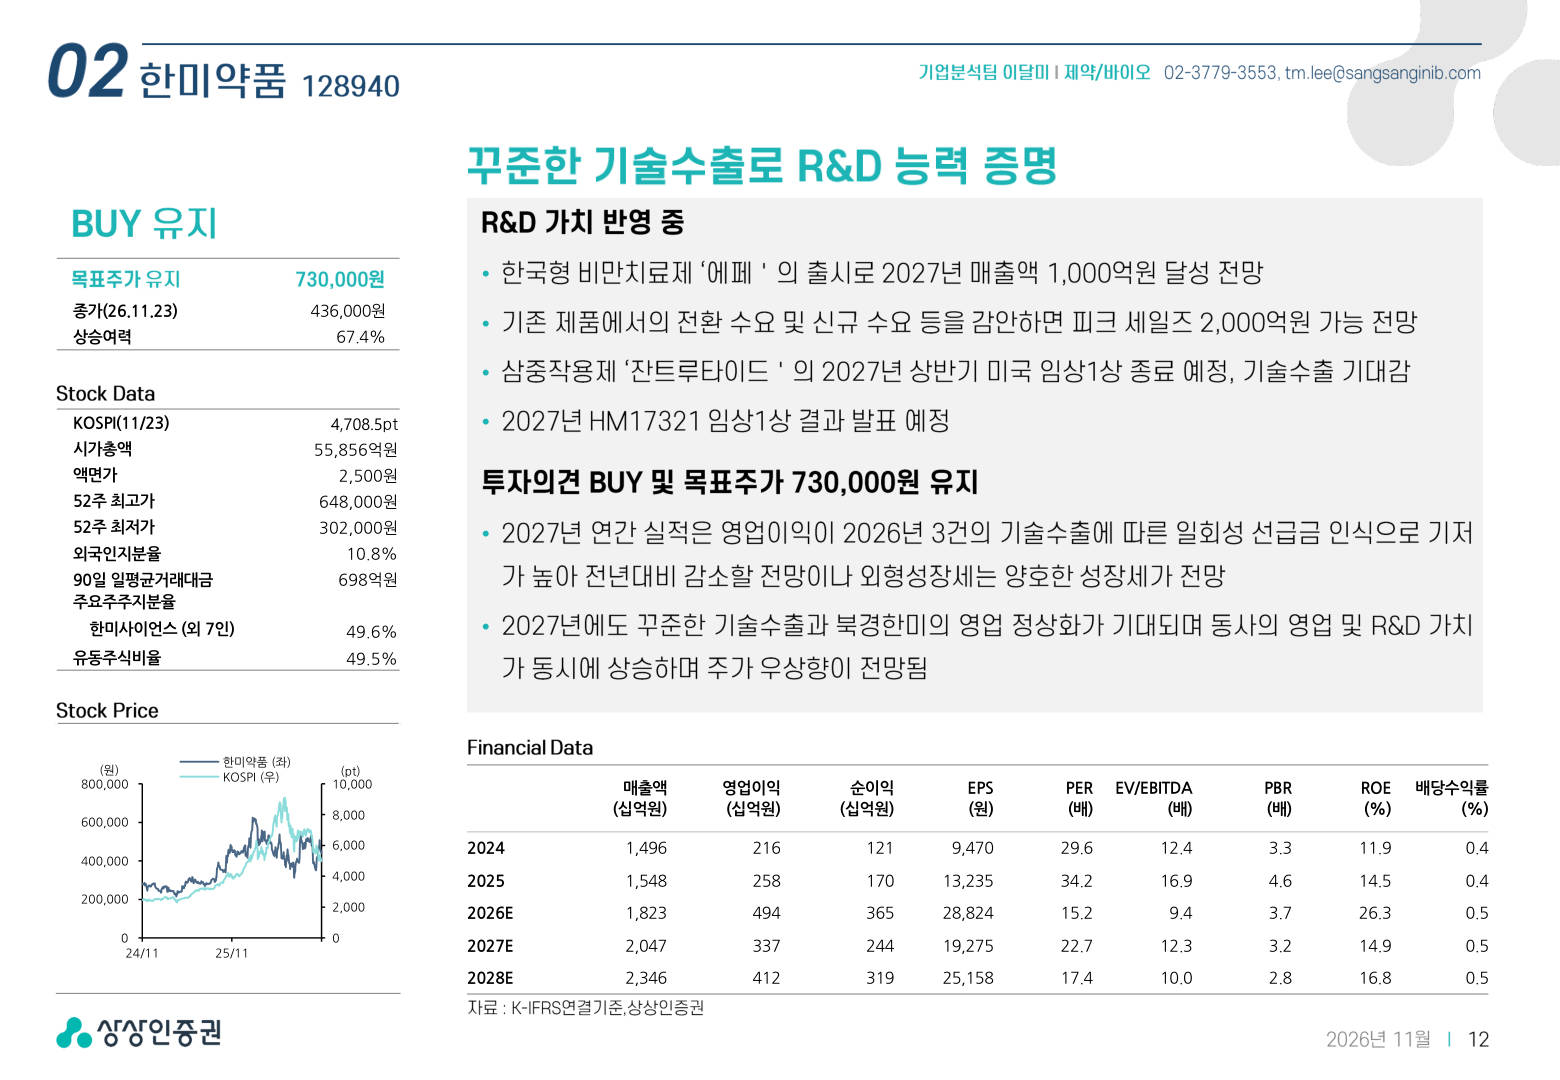 02 한미약품 128940
기업분석팀 이달미 I 제약/바이오 02-3779-3553, tm.lee@sangsanginib.com
꾸준한 기술수출로 R&D 능력 증명
BUY 유지
목표주가 유지 730,000원
종가(26.11.23) 436,000원
상승여력 67.4%
Stock Data
KOSPI(11/23) 4,708.5pt
시가총액 55,856억원
액면가 2,500원
52주 최고가 648,000원
52주 최저가 302,000원
외국인지분율 10.8%
90일 일평균거래대금 698억원
주요주주지분율
한미사이언스 (외 7인) 49.6%
유동주식비율 49.5%
Stock Price
한미약품 (좌)
KOSPI (우)
(원) (pt)
800,000 10,000
8,000
600,000
6,000
400,000
4,000
200,000
2,000
0 0
24/11 25/11
R&D 가치 반영 중
• 한국형 비만치료제 ‘에페 ' 의 출시로 2027년 매출액 1,000억원 달성 전망
• 기존 제품에서의 전환 수요 및 신규 수요 등을 감안하면 피크 세일즈 2,000억원 가능 전망
• 삼중작용제 ‘잔트루타이드 ' 의 2027년 상반기 미국 임상1상 종료 예정, 기술수출 기대감
• 2027년 HM17321 임상1상 결과 발표 예정
투자의견 BUY 및 목표주가 730,000원 유지
• 2027년 연간 실적은 영업이익이 2026년 3건의 기술수출에 따른 일회성 선급금 인식으로 기저
가 높아 전년대비 감소할 전망이나 외형성장세는 양호한 성장세가 전망
• 2027년에도 꾸준한 기술수출과 북경한미의 영업 정상화가 기대되며 동사의 영업 및 R&D 가치
가 동시에 상승하며 주가 우상향이 전망됨
Financial Data
매출액 영업이익 순이익 EPS PER EV/EBITDA PBR ROE 배당수익률
(십억원) (십억원) (십억원) (원) (배) (배) (배) (%) (%)
2024 1,496 216 121 9,470 29.6 12.4 3.3 11.9 0.4
2025 1,548 258 170 13,235 34.2 16.9 4.6 14.5 0.4
2026E 1,823 494 365 28,824 15.2 9.4 3.7 26.3 0.5
2027E 2,047 337 244 19,275 22.7 12.3 3.2 14.9 0.5
2028E 2,346 412 319 25,158 17.4 10.0 2.8 16.8 0.5
자료 : K-IFRS연결기준,상상인증권
상상인증권
2026년 11월 I 12